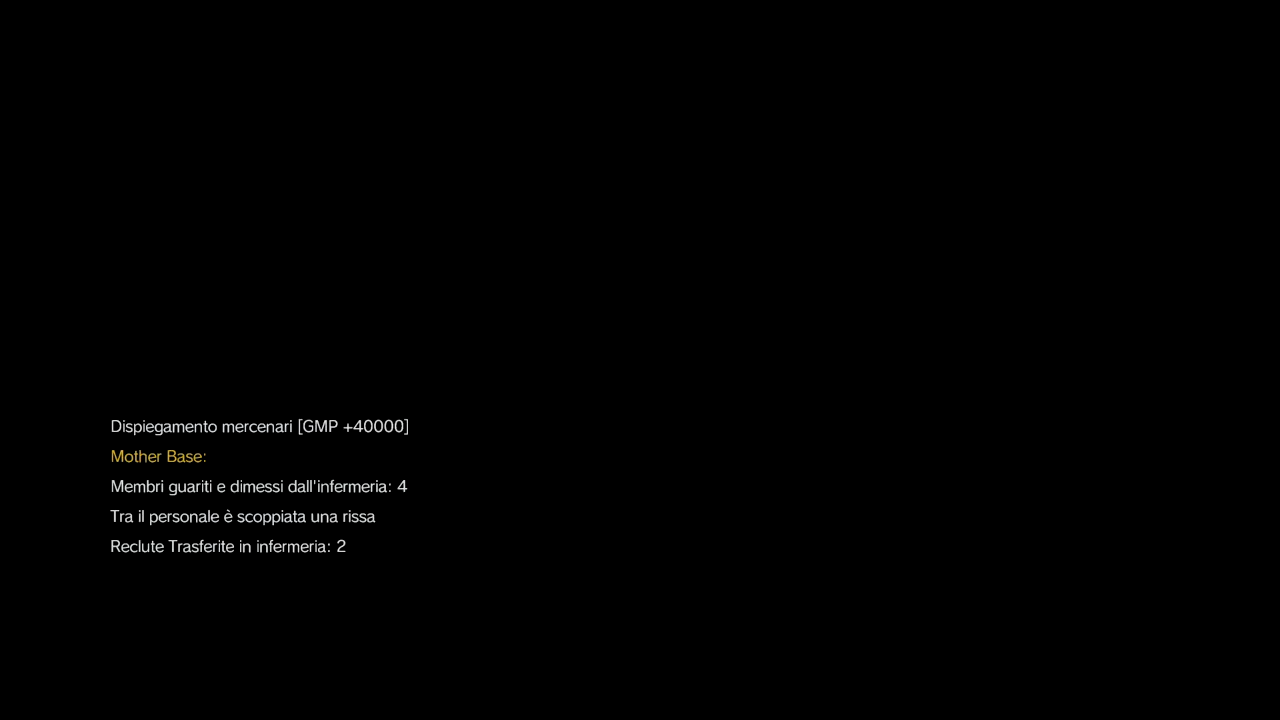 Dispiegamento mercenari [GMP +40000]
Mother Base:
Membri guariti e dimessi dall'infermeria: 4
Tra il personale è scoppiata una rissa
Reclute Trasferite in infermeria: 2